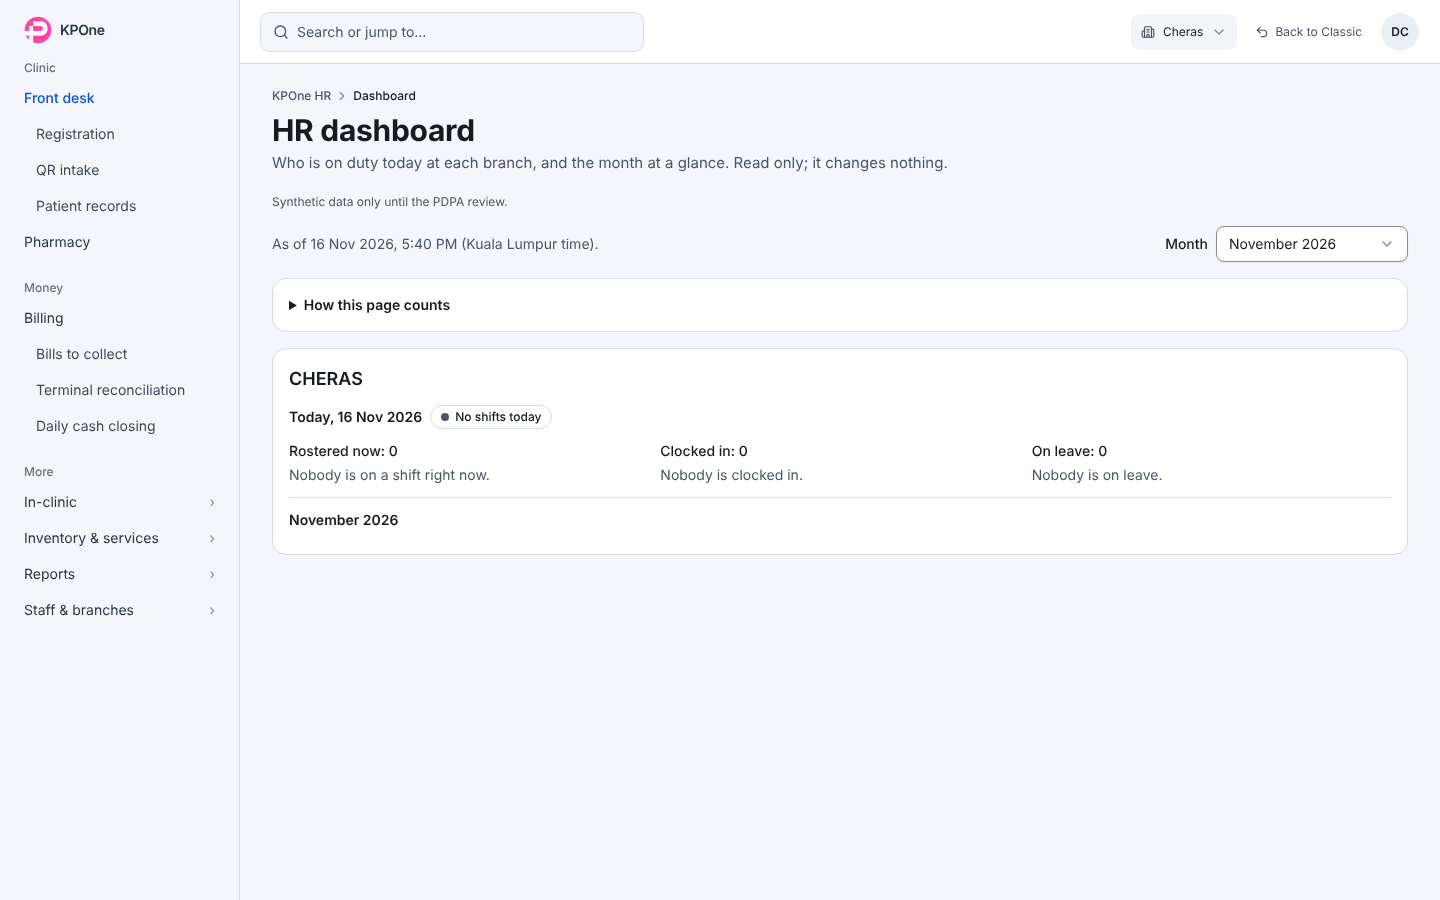 KPOne
Clinic
Front desk
Registration
QR intake
Patient records
Pharmacy
Money
Billing
Bills to collect
Terminal reconciliation
Daily cash closing
More
In-clinic
Inventory & services
Reports
Staff & branches
Search or jump to...
Cheras
Back to Classic
DC
KPOne HR > Dashboard
HR dashboard
Who is on duty today at each branch, and the month at a glance. Read only; it changes nothing.
Synthetic data only until the PDPA review.
As of 16 Nov 2026, 5:40 PM (Kuala Lumpur time).
Month November 2026
How this page counts
CHERAS
Today, 16 Nov 2026 No shifts today
Rostered now: 0 Clocked in: 0 On leave: 0
Nobody is on a shift right now. Nobody is clocked in. Nobody is on leave.
November 2026